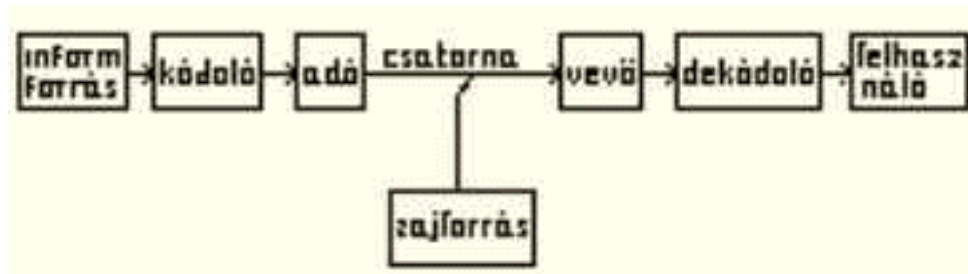 inform
forrás
kódoló
adó
csatorna
vevő
dekódoló
felhasz
náló
zajforrás